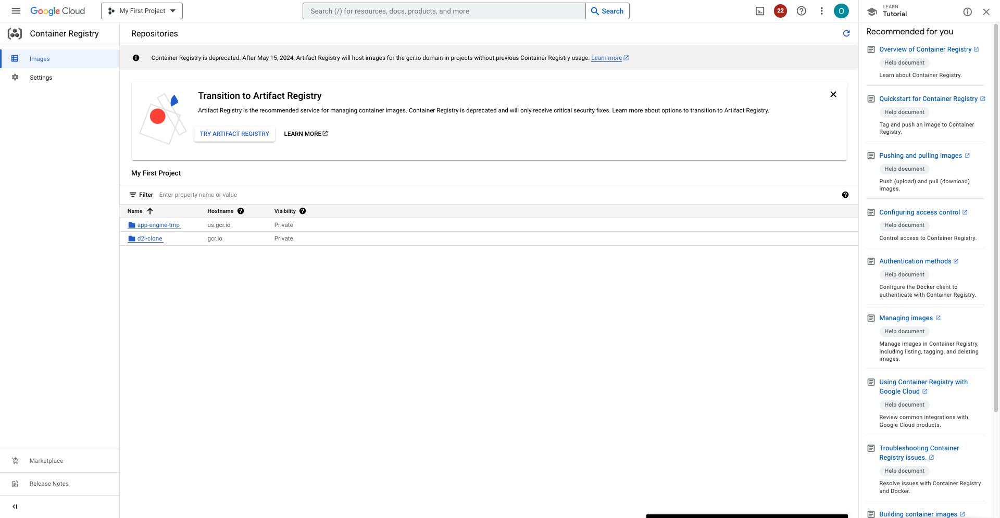 Google Cloud
My First Project
Search (/) for resources, docs, products, and more
Search
22
O
LEARN
Tutorial
Container Registry
Images
Settings
Marketplace
Release Notes
Repositories
Container Registry is deprecated. After May 15, 2024, Artifact Registry will host images for the gcr.io domain in projects without previous Container Registry usage. Learn more
Transition to Artifact Registry
Artifact Registry is the recommended service for managing container images. Container Registry is deprecated and will only receive critical security fixes. Learn more about options to transition to Artifact Registry.
TRY ARTIFACT REGISTRY
LEARN MORE
My First Project
Filter Enter property name or value
Name Hostname Visibility
app-engine-tmp us.gcr.io Private
d2l-clone gcr.io Private
Recommended for you
Overview of Container Registry
Help document
Learn about Container Registry.
Quickstart for Container Registry
Help document
Tag and push an image to Container
Registry.
Pushing and pulling images
Help document
Push (upload) and pull (download)
images.
Configuring access control
Help document
Control access to Container Registry.
Authentication methods
Help document
Configure the Docker client to
authenticate with Container Registry.
Managing images
Help document
Manage images in Container Registry,
including listing, tagging, and deleting
images.
Using Container Registry with
Google Cloud
Help document
Review common integrations with
Google Cloud products.
Troubleshooting Container
Registry issues.
Help document
Resolve issues with Container Registry
and Docker.
Building container images